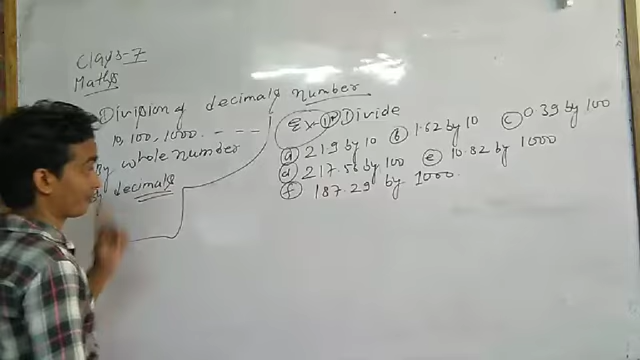 Class-7
Maths
Division of decimals number
10, 100, 1000. - - -
By whole number
By decimals
Ex-① Divide
ⓐ 21.9 by 10 ⓑ 1.62 by 10 ⓒ 0.39 by 100
ⓓ 217.56 by 100 ⓔ 10.82 by 1000
ⓕ 187.29 by 1000.